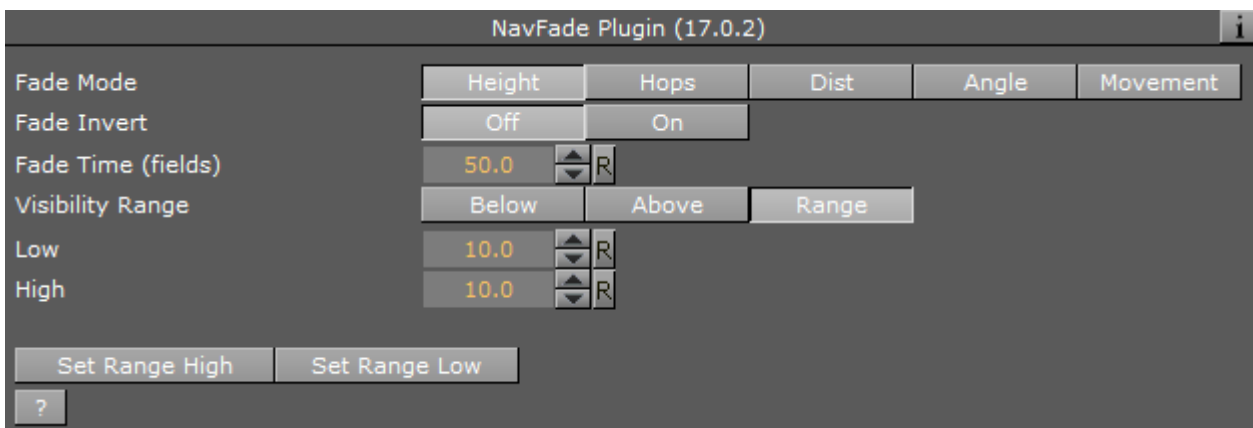 NavFade Plugin (17.0.2) i
Fade Mode Height Hops Dist Angle Movement
Fade Invert Off On
Fade Time (fields) 50.0 R
Visibility Range Below Above Range
Low 10.0 R
High 10.0 R
Set Range High Set Range Low
?